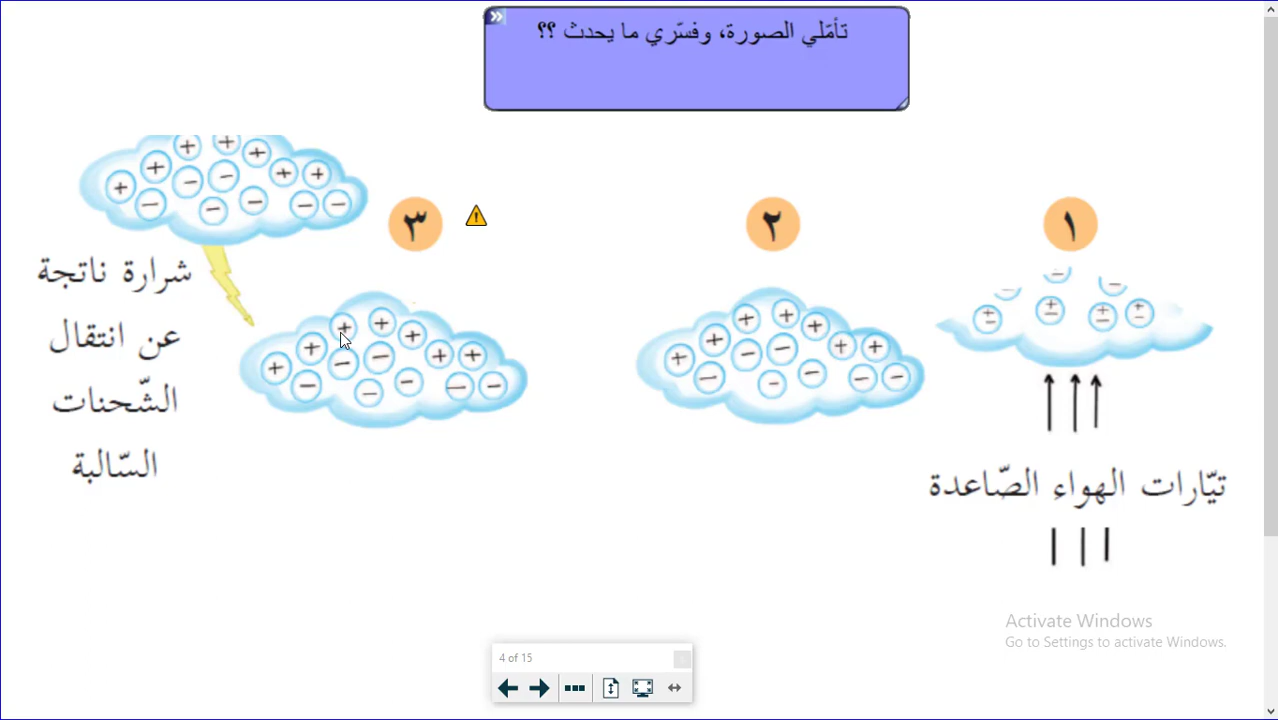 تأمّلي الصورة، وفسّري ما يحدث ؟؟
١
٢
٣
تيّارات الهواء الصّاعدة
شرارة ناتجة
عن انتقال
الشّحنات
السّالبة
Activate Windows
Go to Settings to activate Windows.
4 of 15